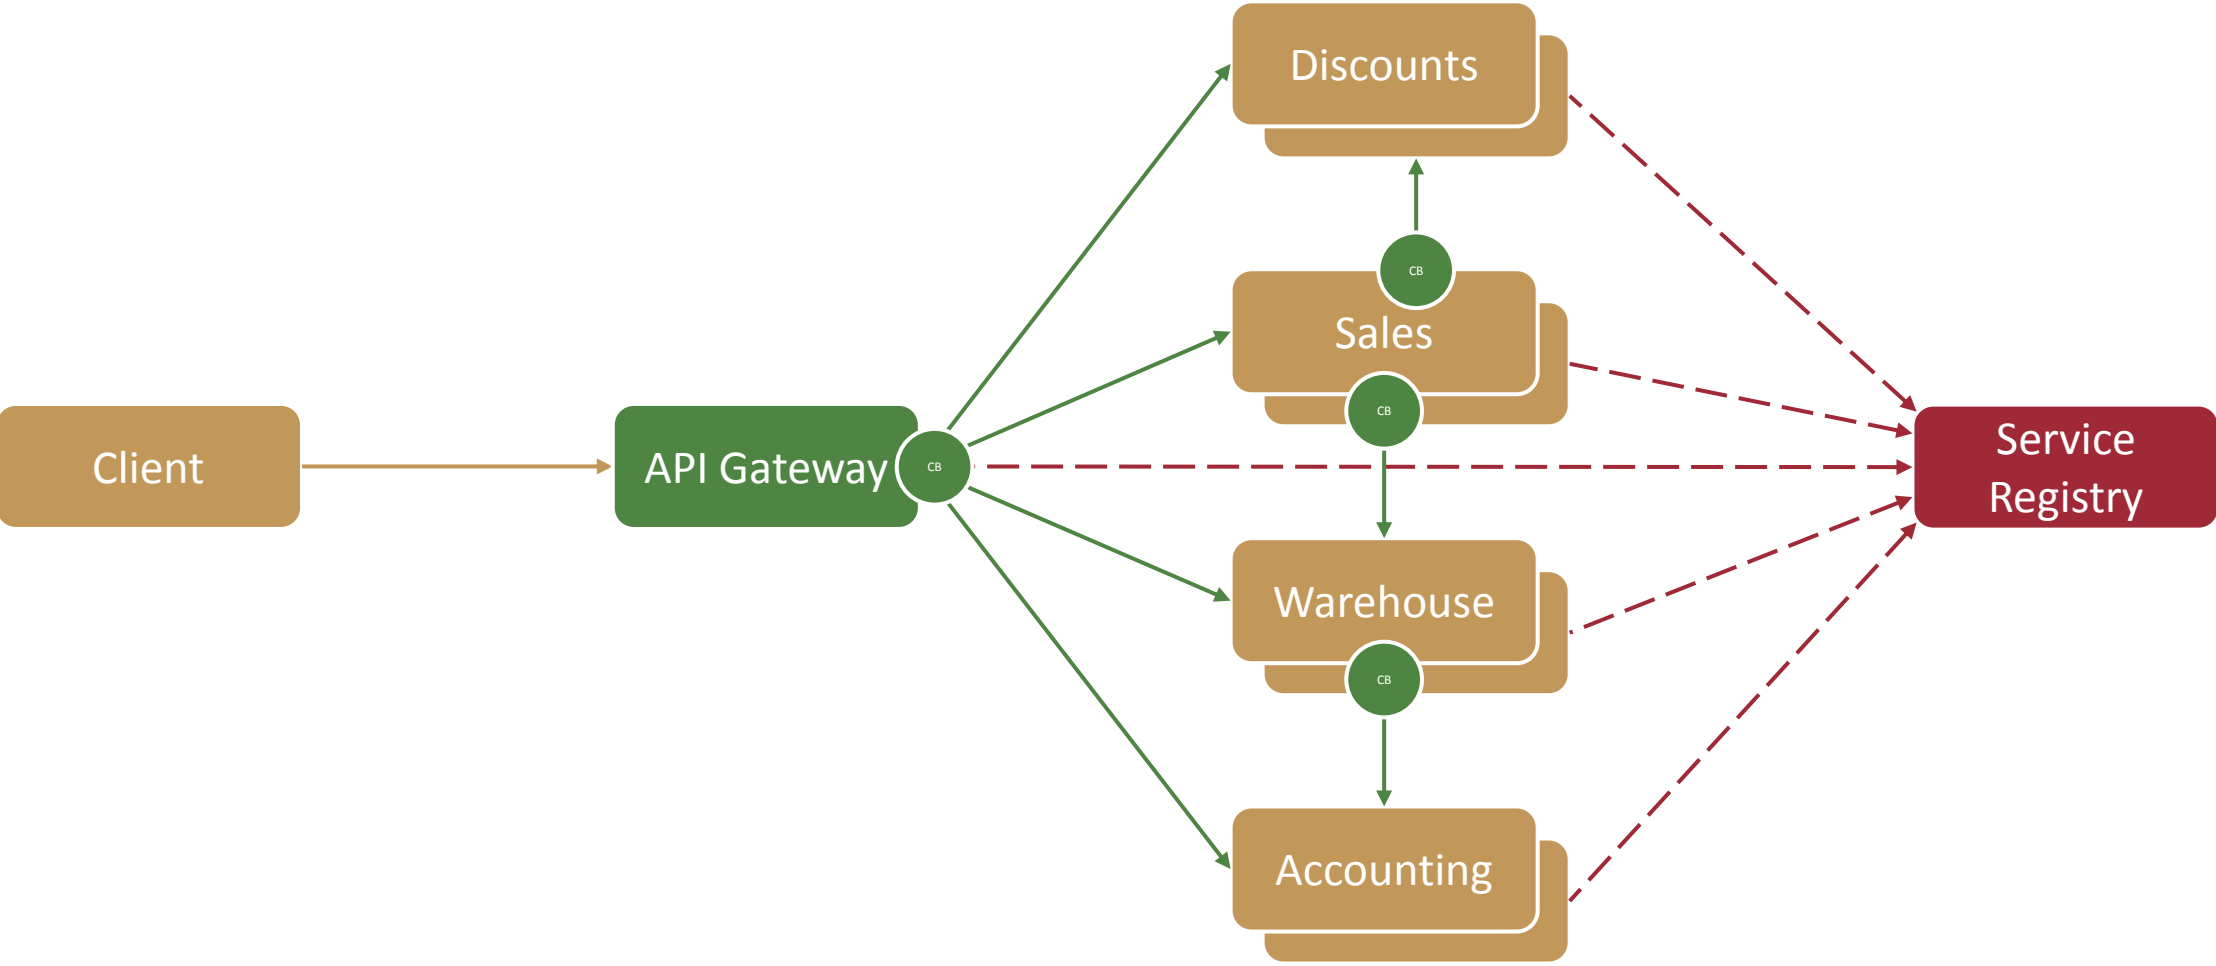 Discounts
CB
Sales
CB
Client
API Gateway
CB
Service
Registry
Warehouse
CB
Accounting